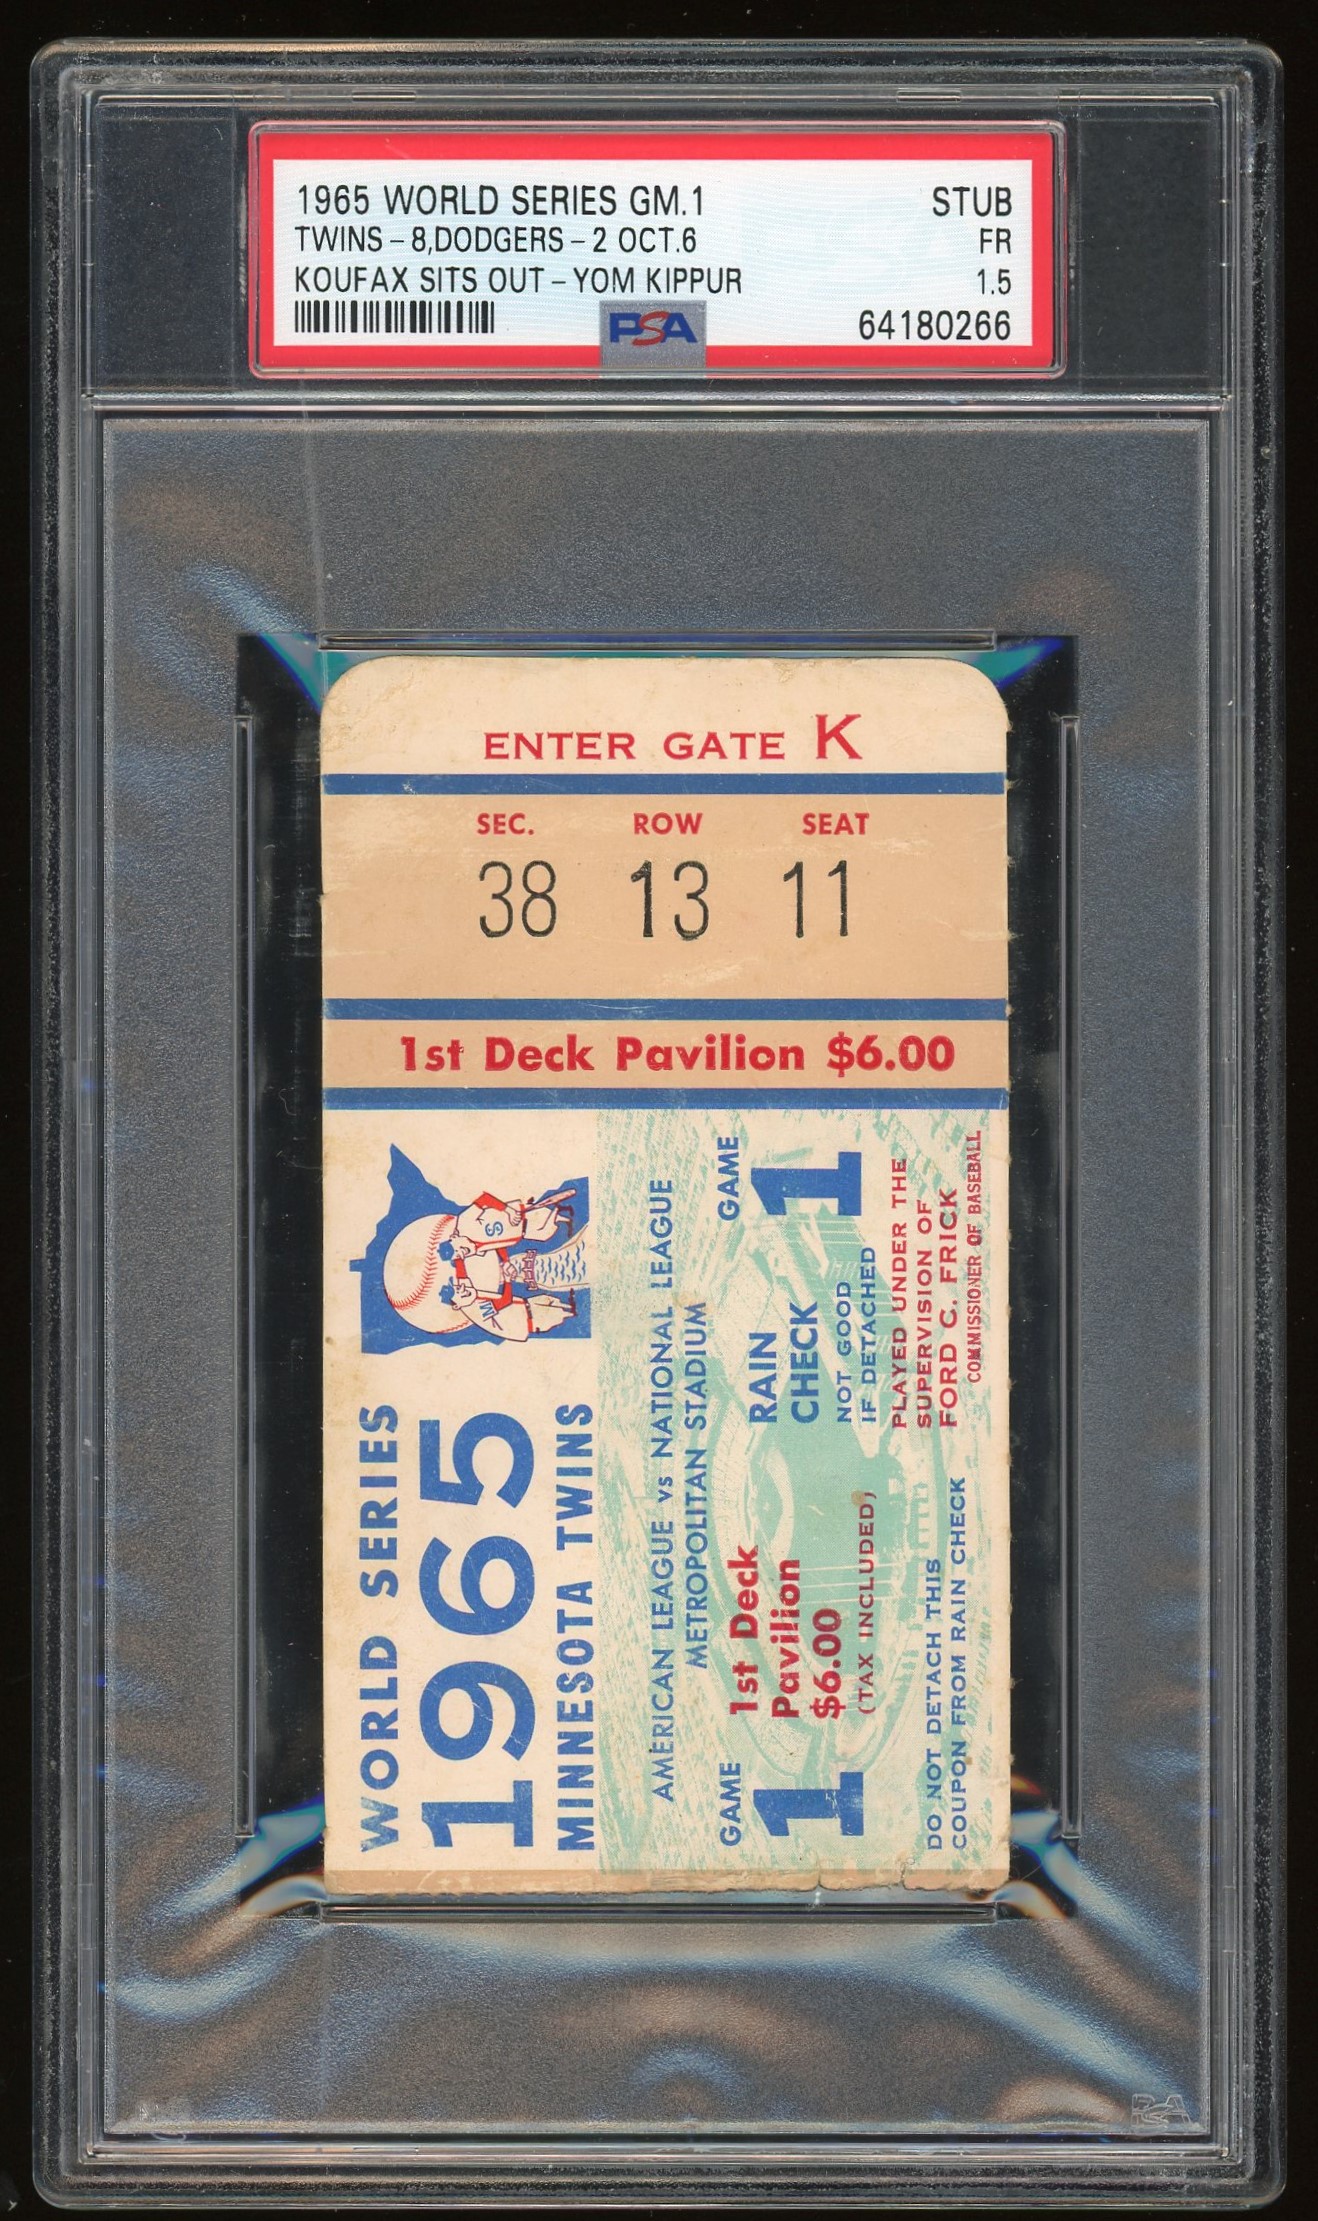 1965 WORLD SERIES GM.1 STUB
TWINS-8,DODGERS-2 OCT.6 FR
KOUFAX SITS OUT-YOM KIPPUR 1.5
PSA 64180266
ENTER GATE K
SEC. ROW SEAT
38 13 11
1st Deck Pavilion $6.00
WORLD SERIES
1965
MINNESOTA TWINS
M
S
AMERICAN LEAGUE vs NATIONAL LEAGUE
METROPOLITAN STADIUM
GAME
1
1st Deck
Pavilion
$6.00
(TAX INCLUDED)
DO NOT DETACH THIS
COUPON FROM RAIN CHECK
GAME
1
RAIN
CHECK
NOT GOOD
IF DETACHED
PLAYED UNDER THE
SUPERVISION OF
FORD C. FRICK
COMMISSIONER OF BASEBALL
PSA